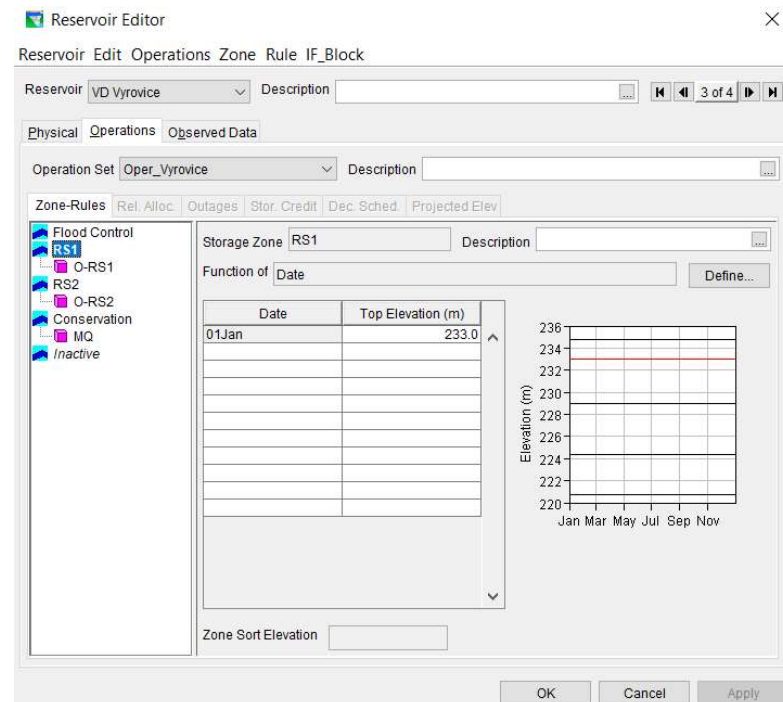 Reservoir Editor
Reservoir Edit Operations Zone Rule IF_Block
Reservoir VD Vyrovice Description ... 3 of 4
Physical Operations Observed Data
Operation Set Oper_Vyrovice Description ...
Zone-Rules Rel. Alloc. Outages Stor. Credit Dec. Sched. Projected Elev
Flood Control
RS1
O-RS1
RS2
O-RS2
Conservation
MQ
Inactive
Storage Zone RS1 Description ...
Function of Date Define...
Date Top Elevation (m)
01Jan 233.0
Elevation (m)
236
234
232
230
228
226
224
222
220
Jan Mar May Jul Sep Nov
Zone Sort Elevation
OK Cancel Apply